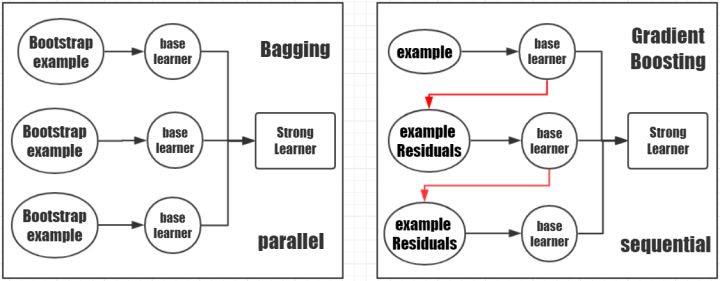 Bagging
Bootstrap
example
base
learner
Bootstrap
example
base
learner
Strong
Learner
Bootstrap
example
base
learner
parallel
Gradient
Boosting
example
base
learner
example
Residuals
base
learner
Strong
Learner
example
Residuals
base
learner
sequential